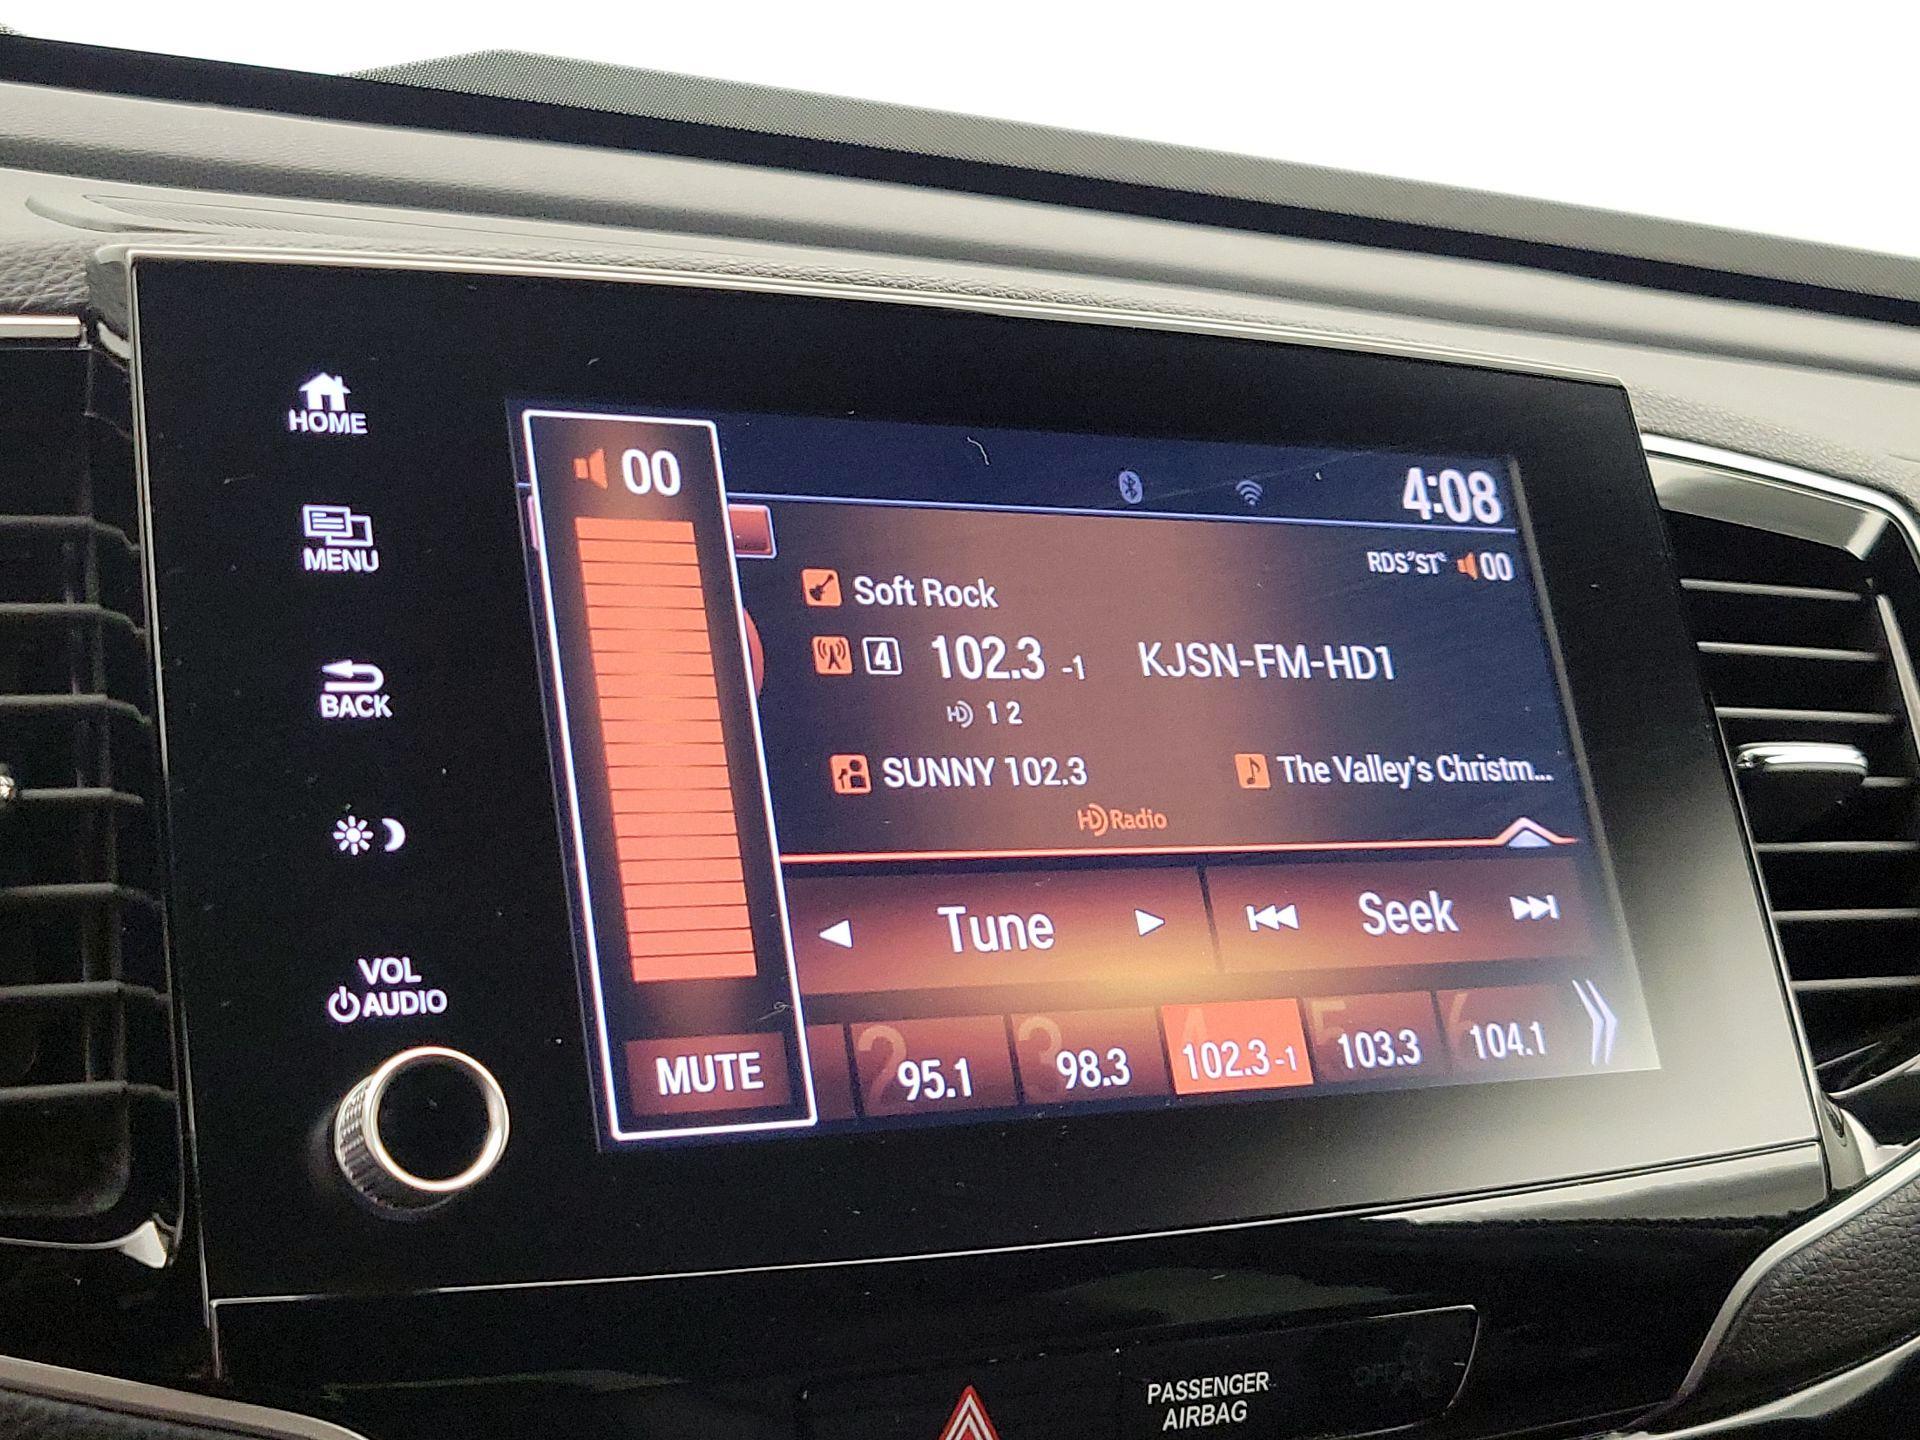 HOME
MENU
BACK
VOL
AUDIO
00
MUTE
4:08
RDS ST 00
Soft Rock
4 102.3 -1 KJSN-FM-HD1
HD 1 2
SUNNY 102.3 The Valley's Christm...
HD Radio
Tune Seek
2 95.1 3 98.3 4 102.3-1 5 103.3 6 104.1
PASSENGER
AIRBAG